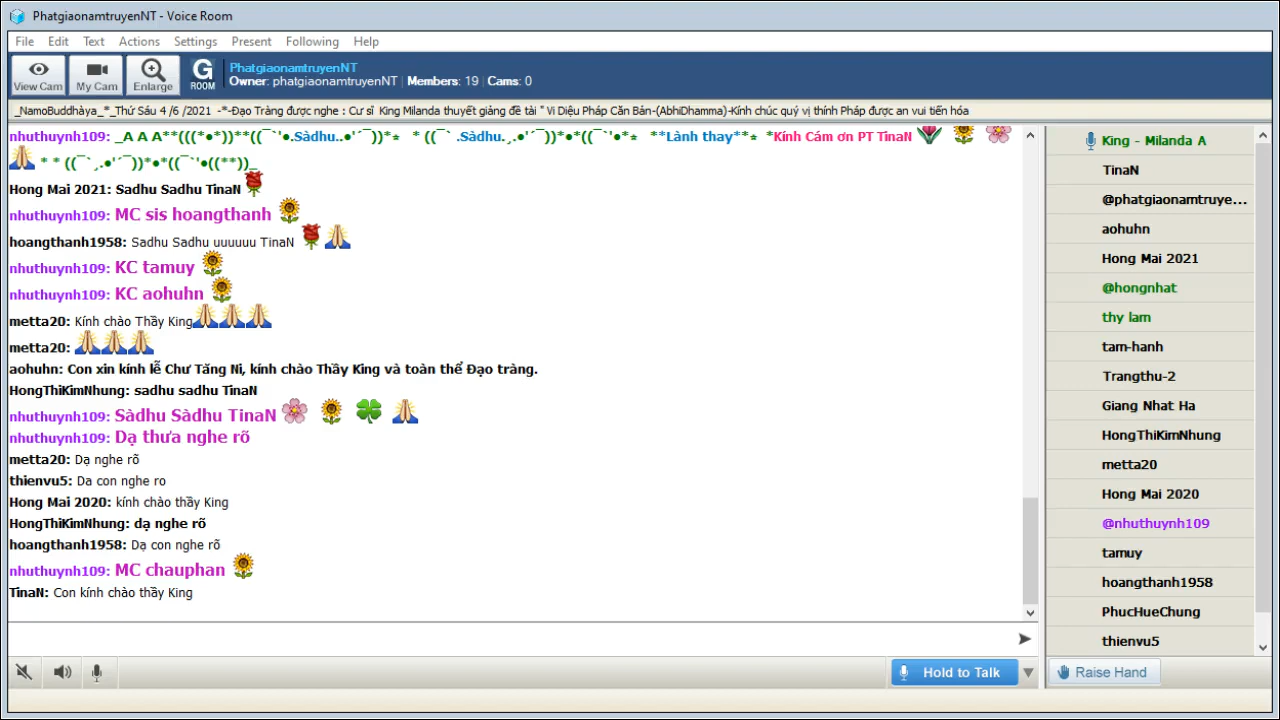 PhatgiaonamtruyenNT - Voice Room
File Edit Text Actions Settings Present Following Help
View Cam My Cam Enlarge G ROOM
PhatgiaonamtruyenNT
Owner: phatgiaonamtruyenNT | Members: 19 | Cams: 0
_NamoBuddhàya_*_Thứ Sáu 4 /6 /2021 -*-Đạo Tràng được nghe : Cư sĩ King Milanda thuyết giảng đề tài " Vi Diệu Pháp Căn Bản-(AbhiDhamma)-Kính chúc quý vị thính Pháp được an vui tiến hóa
nhuthuynh109: _A A A**(((*•*))**((¯`'•.Sàdhu..•'´¯))*⭑ * ((¯` .Sàdhu.¸.•'´¯))*•*((¯`'•*⭑ **Lành thay**⭑ *Kính Cám ơn PT TinaN 🌷 🌻 🌸
🙏 * * ((¯`¸.•'´¯))*•*((¯`'•((**))_
Hong Mai 2021: Sadhu Sadhu TinaN 🌹
nhuthuynh109: MC sis hoangthanh 🌻
hoangthanh1958: Sadhu Sadhu uuuuuu TinaN 🌹 🙏
nhuthuynh109: KC tamuy 🌻
nhuthuynh109: KC aohuhn 🌻
metta20: Kính chào Thầy King🙏🙏🙏
metta20: 🙏🙏🙏
aohuhn: Con xin kính lễ Chư Tăng Ni, kính chào Thầy King và toàn thể Đạo tràng.
HongThiKimNhung: sadhu sadhu TinaN
nhuthuynh109: Sàdhu Sàdhu TinaN 🌸 🌻 🍀 🙏
nhuthuynh109: Dạ thưa nghe rõ
metta20: Dạ nghe rõ
thienvu5: Da con nghe ro
Hong Mai 2020: kính chào thầy King
HongThiKimNhung: dạ nghe rõ
hoangthanh1958: Dạ con nghe rõ
nhuthuynh109: MC chauphan 🌻
TinaN: Con kính chào thầy King
King - Milanda A
TinaN
@phatgiaonamtruye...
aohuhn
Hong Mai 2021
@hongnhat
thy lam
tam-hanh
Trangthu-2
Giang Nhat Ha
HongThiKimNhung
metta20
Hong Mai 2020
@nhuthuynh109
tamuy
hoangthanh1958
PhucHueChung
thienvu5
Hold to Talk
Raise Hand